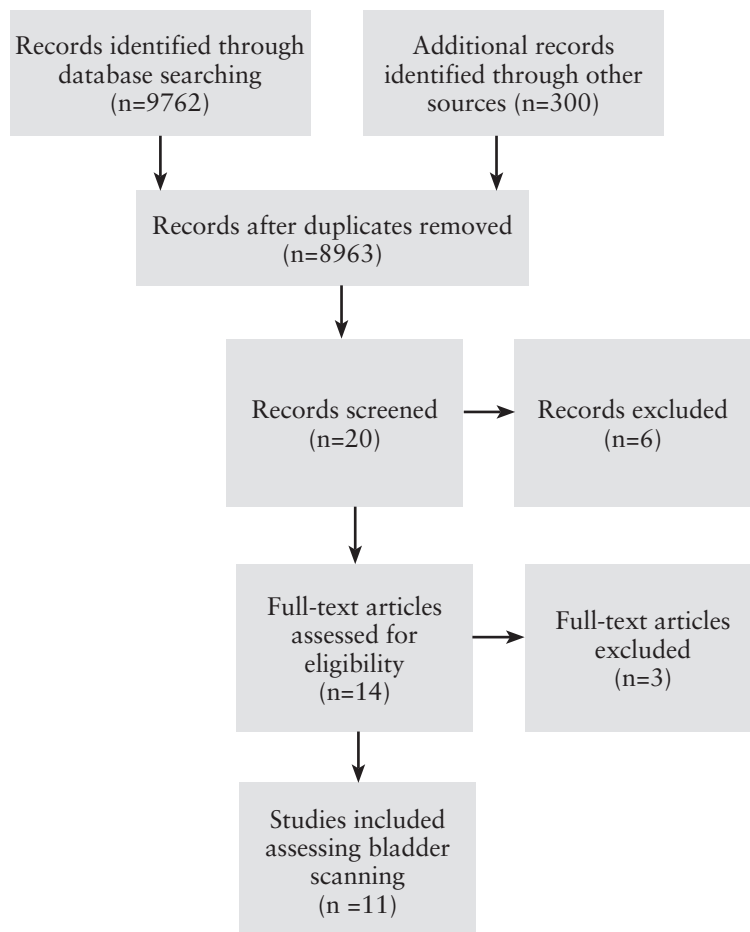 Records identified through
database searching
(n=9762)
Additional records
identified through other
sources (n=300)
Records after duplicates removed
(n=8963)
Records screened
(n=20)
Records excluded
(n=6)
Full-text articles
assessed for
eligibility
(n=14)
Full-text articles
excluded
(n=3)
Studies included
assessing bladder
scanning
(n =11)